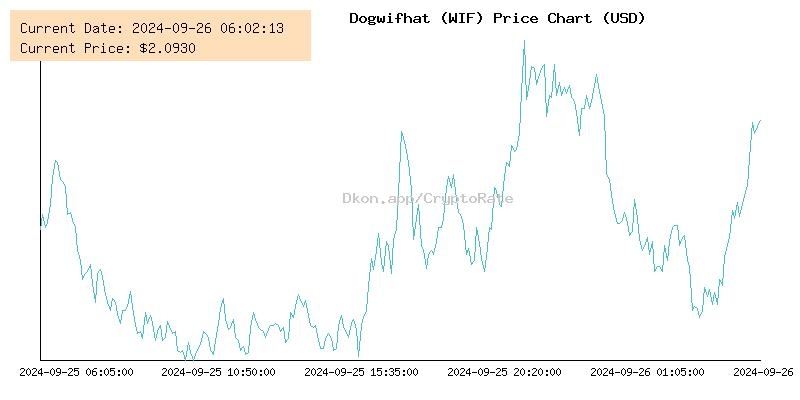 Dogwifhat (WIF) Price Chart (USD)
Current Date: 2024-09-26 06:02:13
Current Price: $2.0930
Dkon.app/CryptoRate
2024-09-25 06:05:00
2024-09-25 10:50:00
2024-09-25 15:35:00
2024-09-25 20:20:00
2024-09-26 01:05:00
2024-09-26